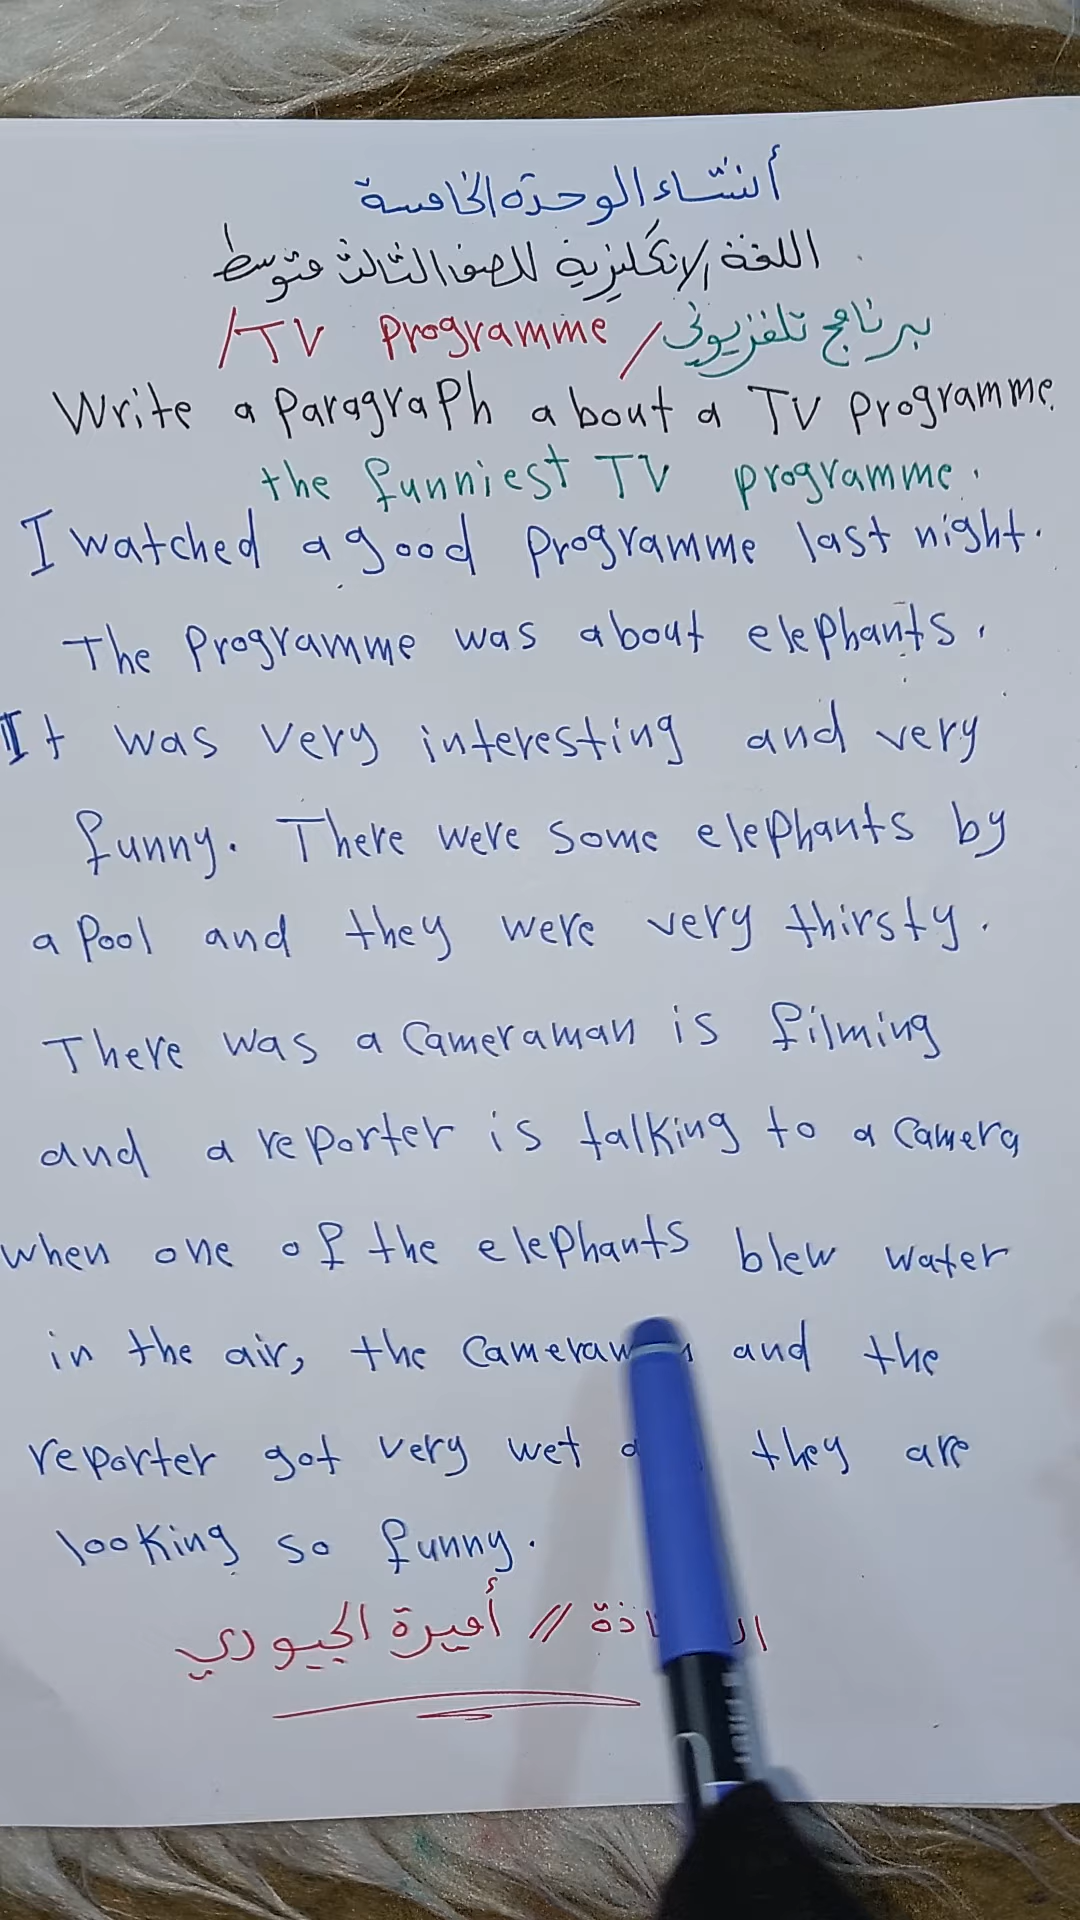 أنشاء الوحدة الخامسة
اللغة الانكليزية للصف الثالث متوسط
/TV Programme / برنامج تلفزيوني
Write a Paragraph about a TV Programme.
the funniest TV programme.
I watched a good Programme last night.
The Programme was about elephants.
It was very interesting and very
funny. There were some elephants by
a Pool and they were very thirsty.
There was a Cameraman is filming
and a reporter is talking to a Camera
when one of the elephants blew water
in the air, the and the
reporter got very wet they are
looking so funny.
// أميرة الجبوري